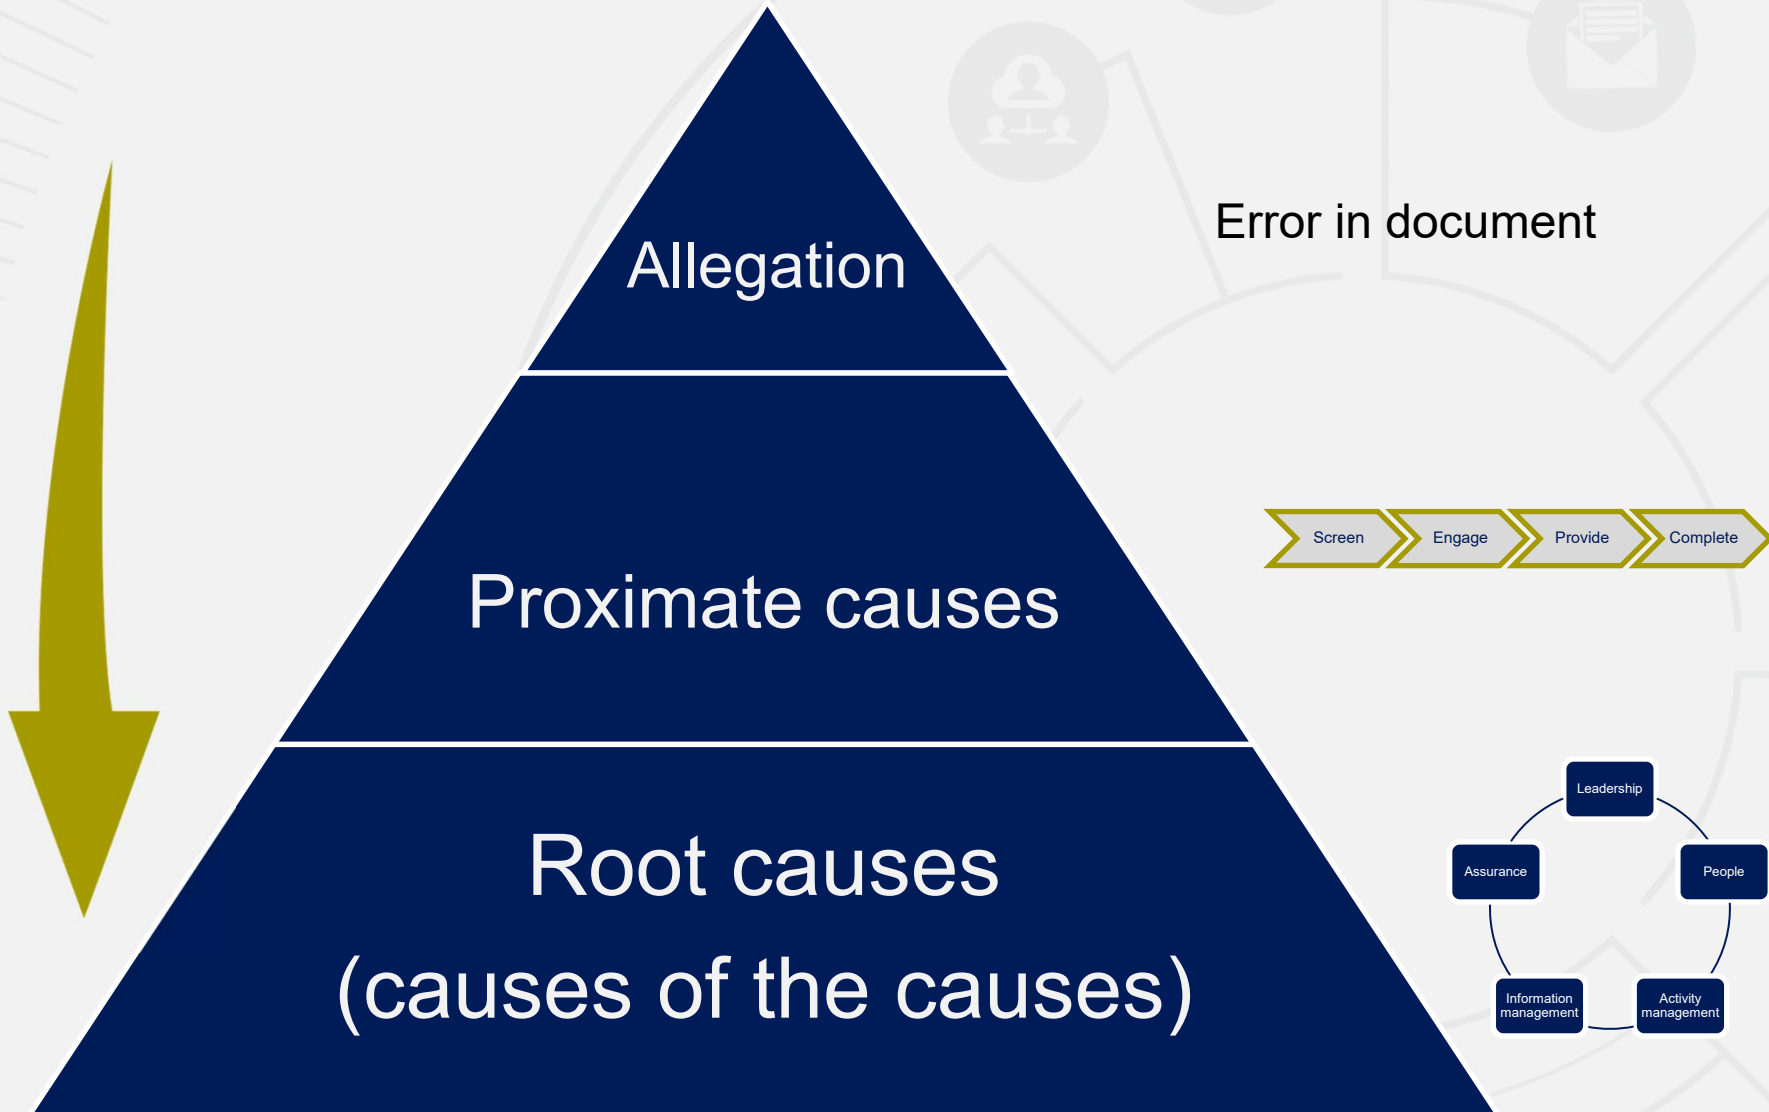 Allegation
Error in document
Proximate causes
Screen
Engage
Provide
Complete
Root causes
(causes of the causes)
Leadership
People
Activity
management
Information
management
Assurance